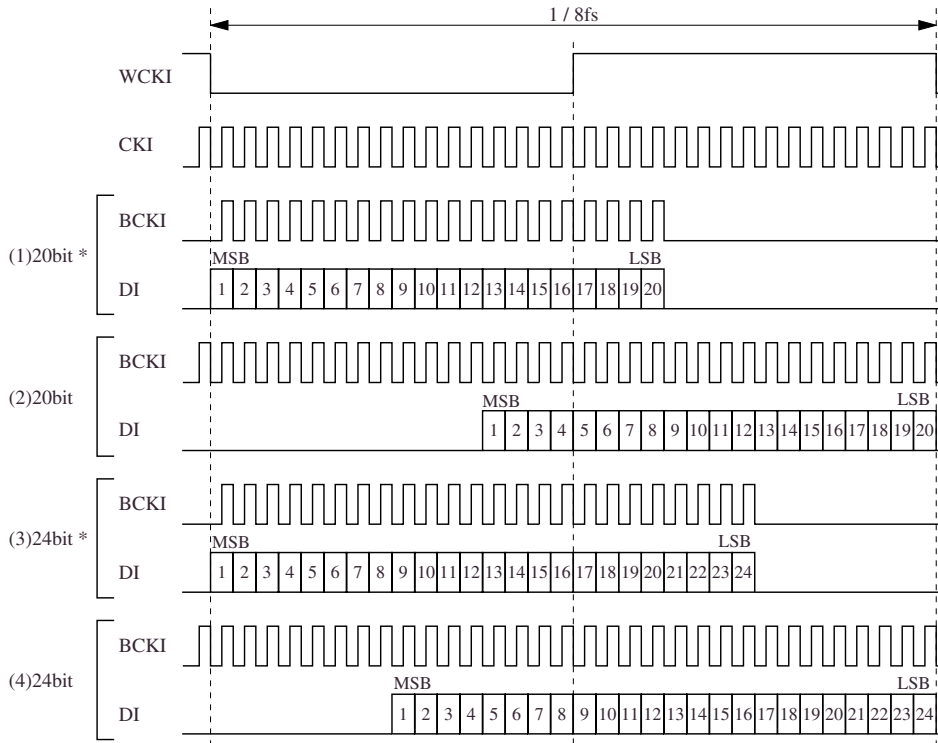 1 / 8fs
WCKI
CKI
BCKI
(1)20bit *
MSB LSB
DI 1 2 3 4 5 6 7 8 9 10 11 12 13 14 15 16 17 18 19 20
BCKI
(2)20bit
MSB LSB
DI 1 2 3 4 5 6 7 8 9 10 11 12 13 14 15 16 17 18 19 20
BCKI
(3)24bit *
MSB LSB
DI 1 2 3 4 5 6 7 8 9 10 11 12 13 14 15 16 17 18 19 20 21 22 23 24
BCKI
(4)24bit
MSB LSB
DI 1 2 3 4 5 6 7 8 9 10 11 12 13 14 15 16 17 18 19 20 21 22 23 24